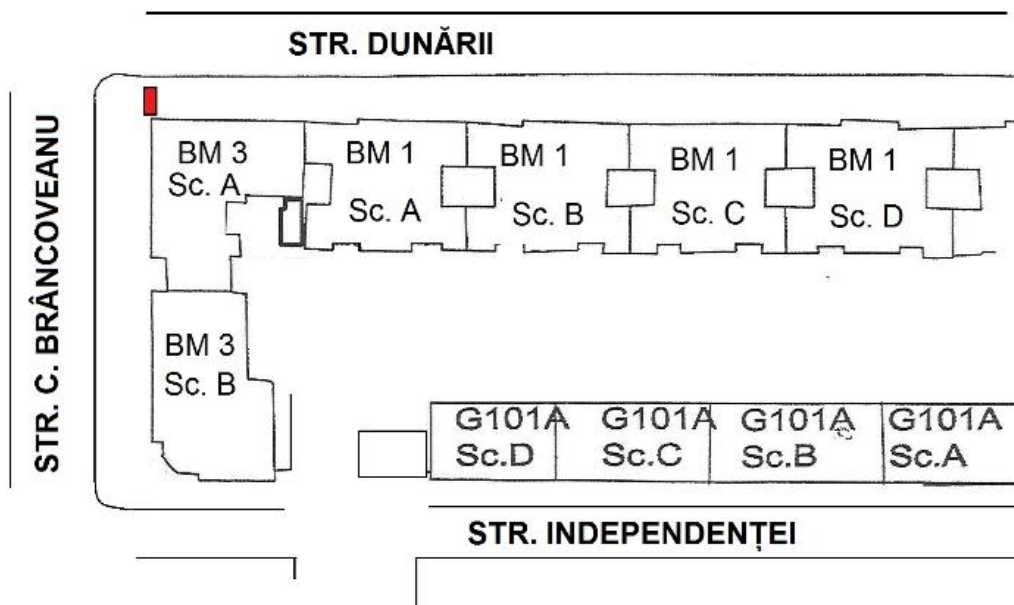 STR. DUNĂRII
STR. C. BRÂNCOVEANU
BM 3
Sc. A
BM 1
Sc. A
BM 1
Sc. B
BM 1
Sc. C
BM 1
Sc. D
BM 3
Sc. B
G101A
Sc.D
G101A
Sc.C
G101A
Sc.B
G101A
Sc.A
STR. INDEPENDENȚEI